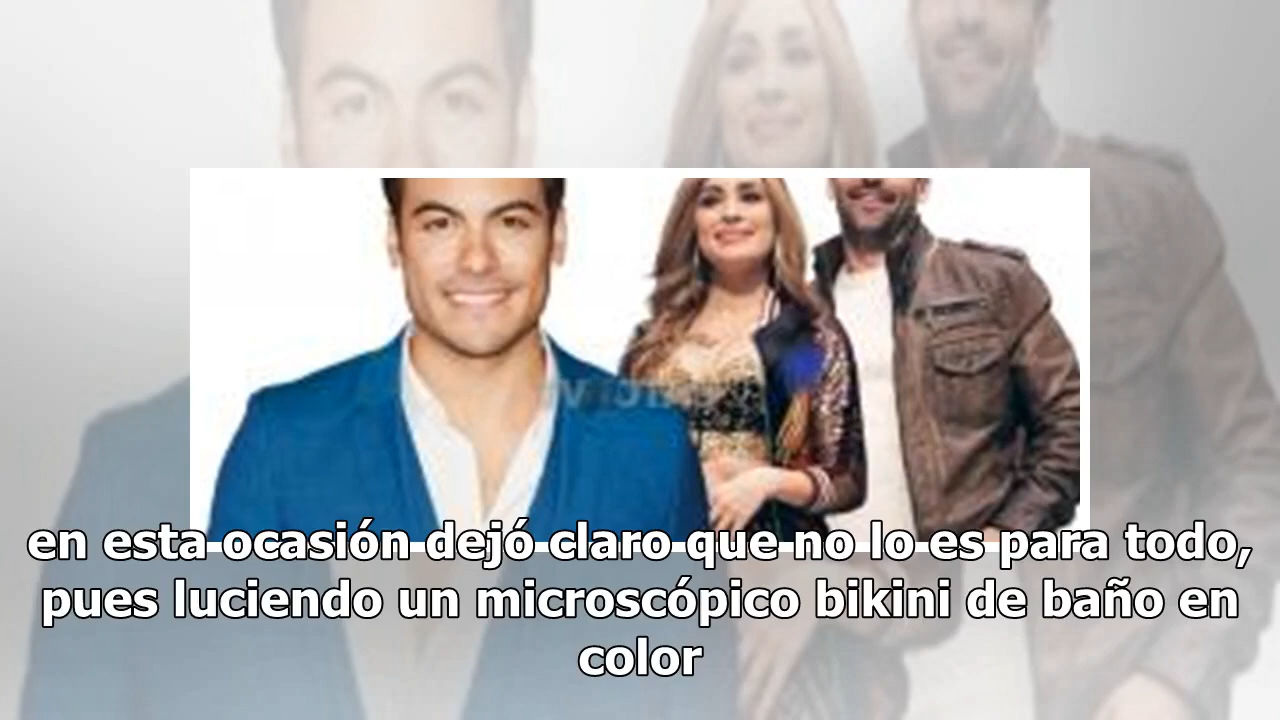 en esta ocasión dejó claro que no lo es para todo,
pues luciendo un microscópico bikini de baño en
color